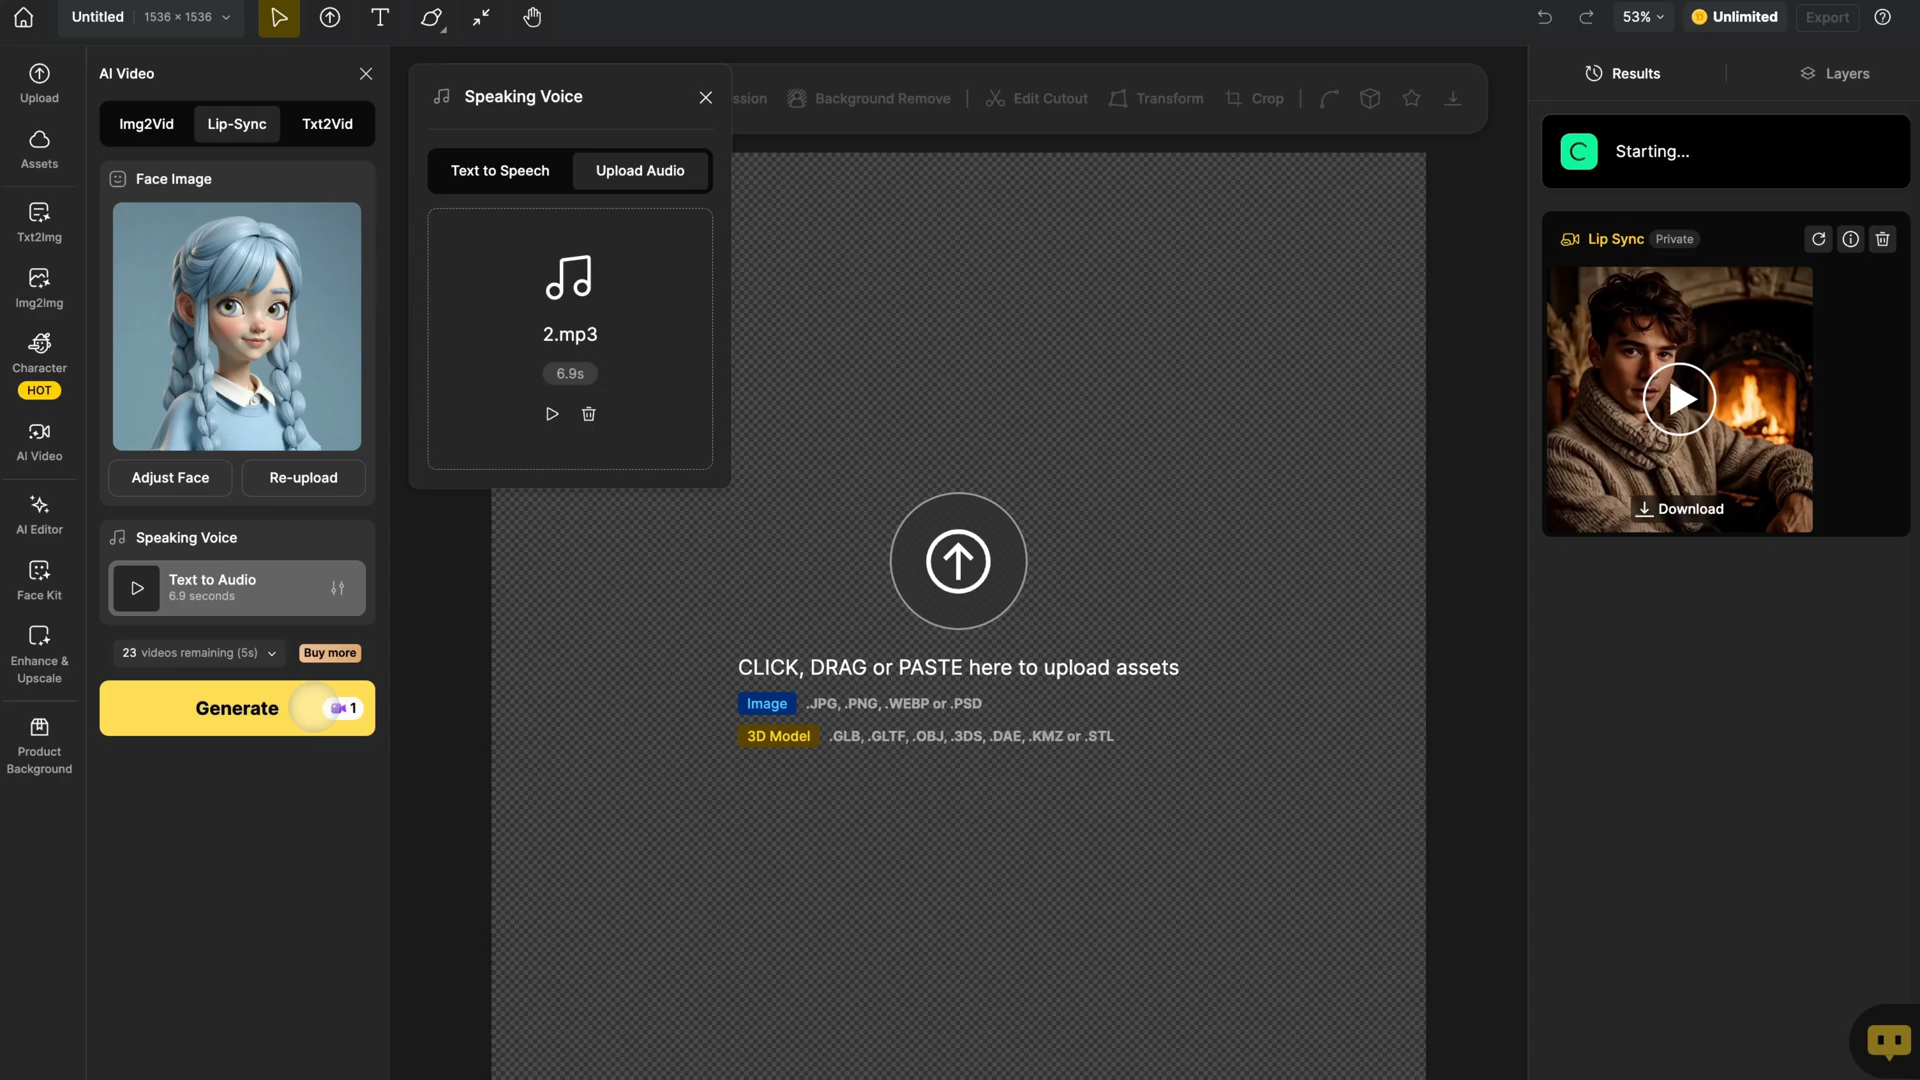 Untitled
1536 × 1536
53%
Unlimited
Export
Upload
Assets
Txt2Img
Img2Img
Character
HOT
AI Video
AI Editor
Face Kit
Enhance &
Upscale
Product
Background
AI Video
Img2Vid
Lip-Sync
Txt2Vid
Face Image
Adjust Face
Re-upload
Speaking Voice
Text to Audio
6.9 seconds
23 videos remaining (5s)
Buy more
Generate
1
Speaking Voice
Text to Speech
Upload Audio
2.mp3
6.9s
ssion
Background Remove
Edit Cutout
Transform
Crop
CLICK, DRAG or PASTE here to upload assets
Image .JPG, .PNG, .WEBP or .PSD
3D Model .GLB, .GLTF, .OBJ, .3DS, .DAE, .KMZ or .STL
Results
Layers
Starting...
Lip Sync
Private
Download